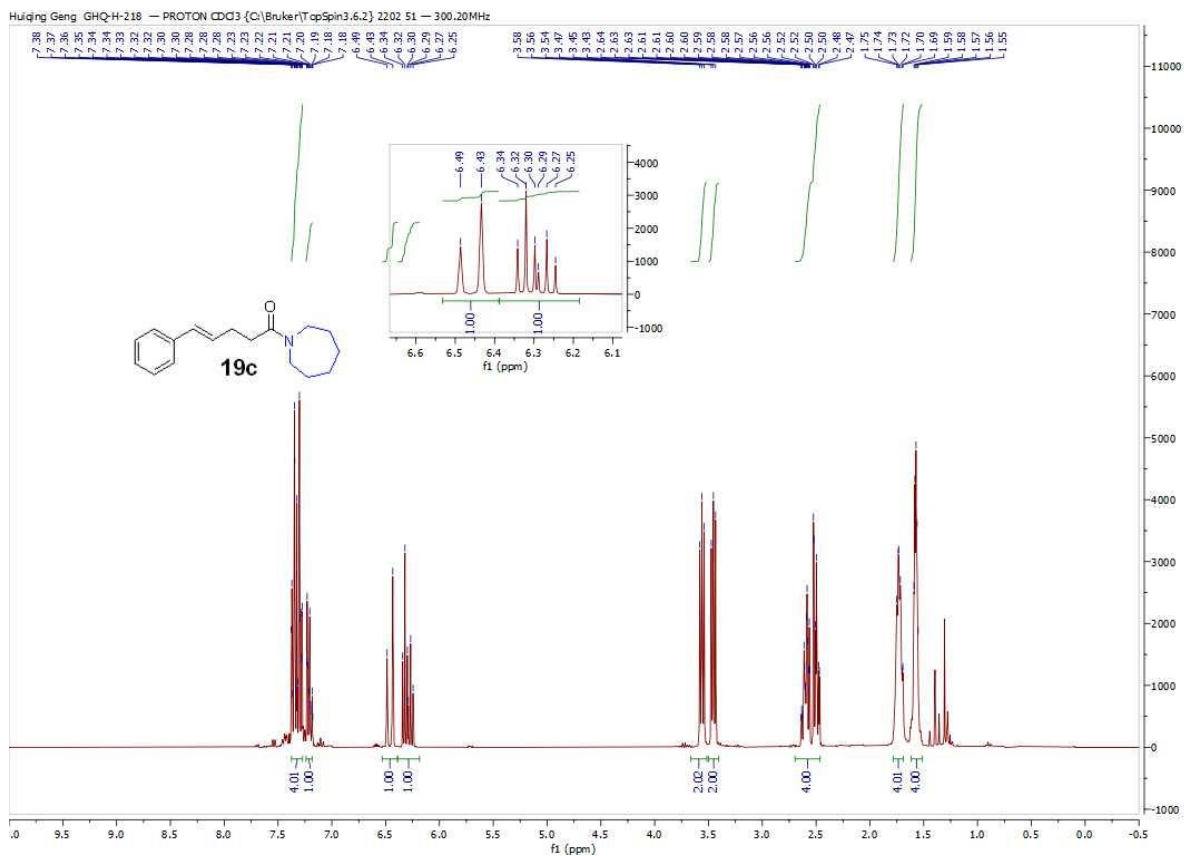 Huiqing Geng GHQ-H-218 — PROTON CDCl3 {C:\Bruker\TopSpin3.6.2} 2202 51 — 300.20MHz
7.38 7.37 7.36 7.35 7.34 7.34 7.33 7.32 7.32 7.30 7.30 7.28 7.28 7.28 7.23 7.23 7.22 7.21 7.21 7.20 7.19 7.18 7.18 6.49 6.43 6.34 6.32 6.30 6.29 6.27 6.25
3.58 3.56 3.54 3.47 3.45 3.43 2.64 2.63 2.63 2.61 2.61 2.60 2.60 2.59 2.58 2.58 2.57 2.56 2.56 2.52 2.52 2.50 2.50 2.48 2.47 1.75 1.74 1.73 1.72 1.70 1.69 1.59 1.58 1.57 1.56 1.55
11000
10000
9000
8000
7000
6000
5000
4000
3000
2000
1000
0
-1000
6.49 6.43 6.34 6.32 6.30 6.29 6.27 6.25
4000
3000
2000
1000
0
-1000
1.00 1.00
6.6 6.5 6.4 6.3 6.2 6.1
f1 (ppm)
O
N
19c
4.01 1.00 1.00 1.00 2.02 2.00 4.00 4.01 4.00
.0 9.5 9.0 8.5 8.0 7.5 7.0 6.5 6.0 5.5 5.0 4.5 4.0 3.5 3.0 2.5 2.0 1.5 1.0 0.5 0.0 -0.5
f1 (ppm)